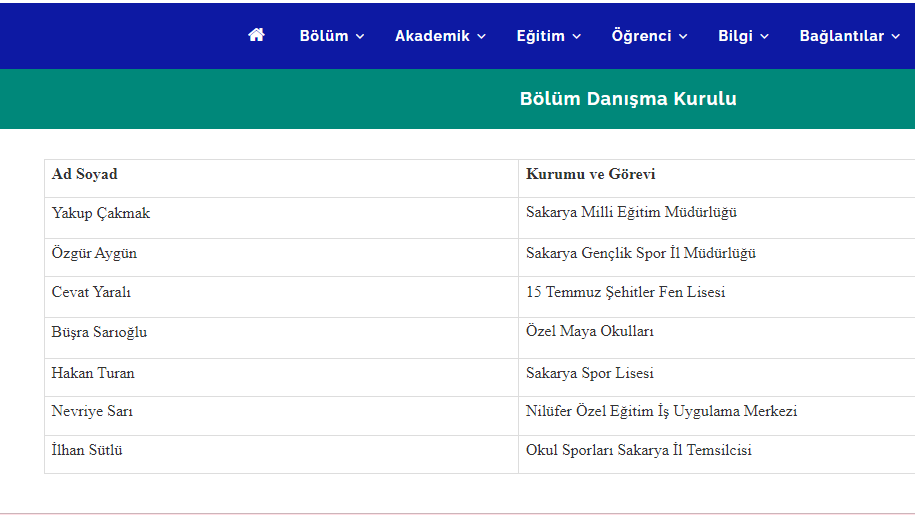 Bölüm Akademik Eğitim Öğrenci Bilgi Bağlantılar
Bölüm Danışma Kurulu
Ad Soyad Kurumu ve Görevi
Yakup Çakmak Sakarya Milli Eğitim Müdürlüğü
Özgür Aygün Sakarya Gençlik Spor İl Müdürlüğü
Cevat Yaralı 15 Temmuz Şehitler Fen Lisesi
Büşra Sarıoğlu Özel Maya Okulları
Hakan Turan Sakarya Spor Lisesi
Nevriye Sarı Nilüfer Özel Eğitim İş Uygulama Merkezi
İlhan Sütlü Okul Sporları Sakarya İl Temsilcisi